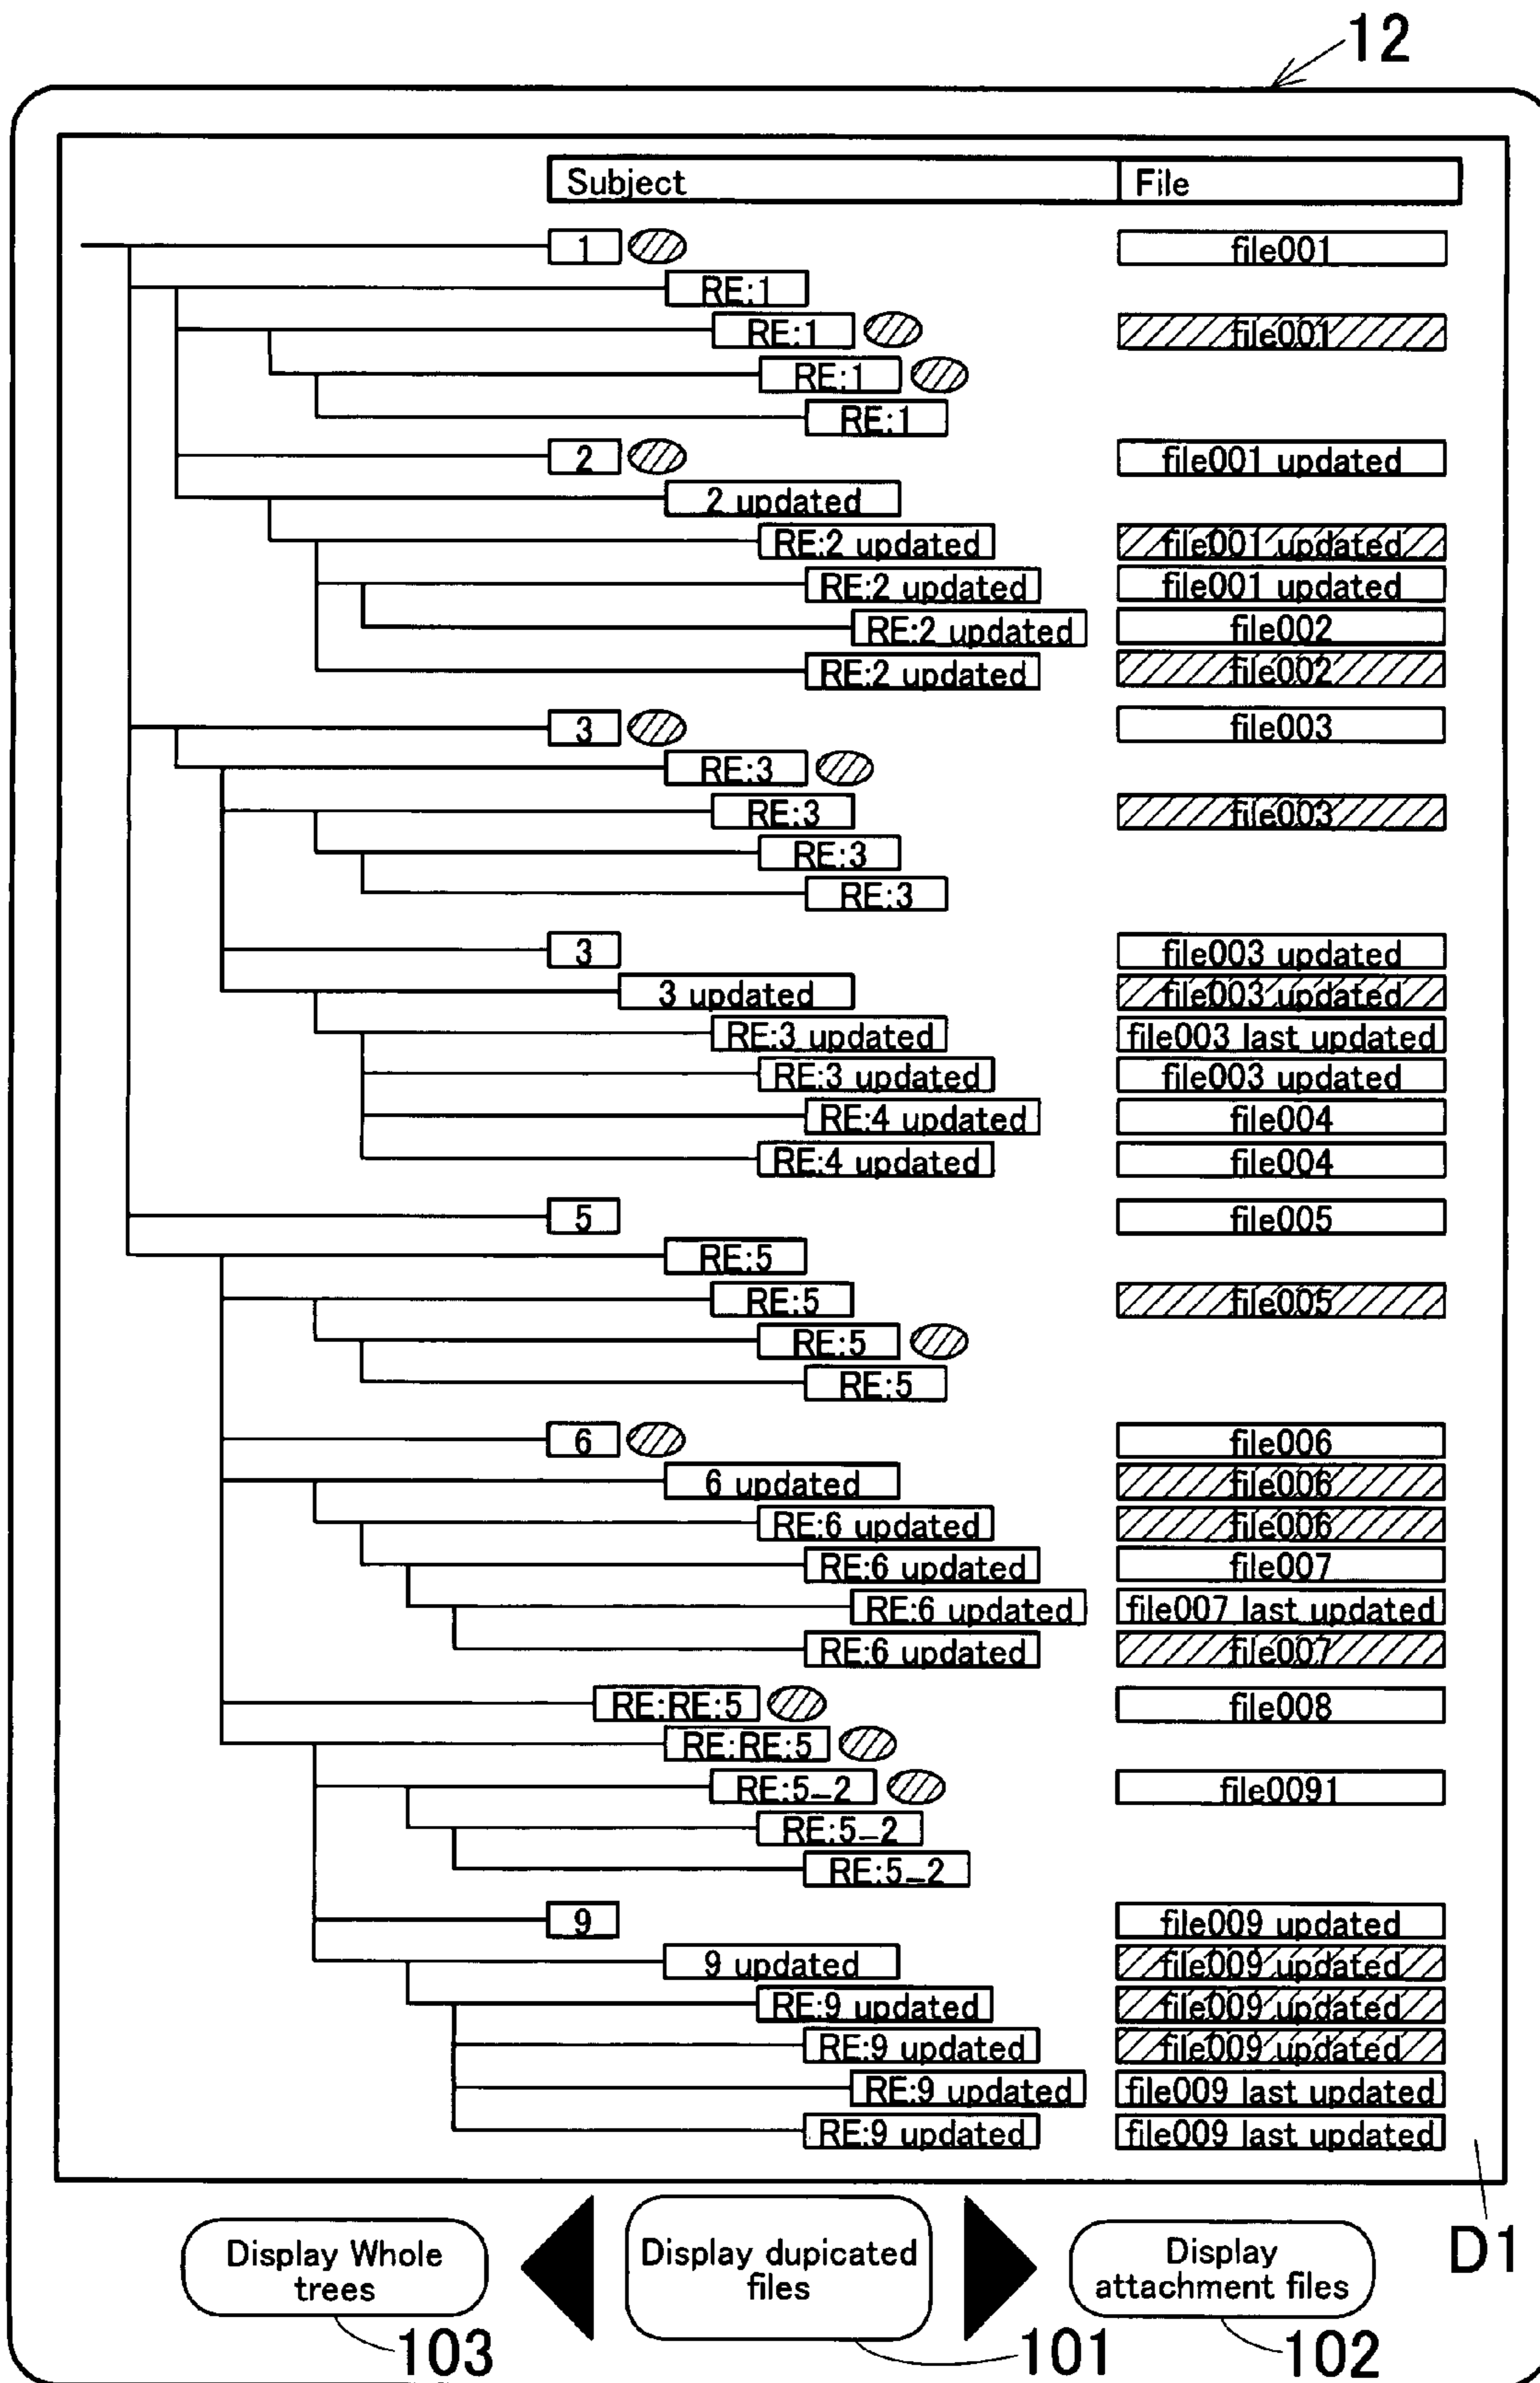 12
Subject File
1 file001
RE:1
RE:1 file001
RE:1
RE:1
2 file001 updated
2 updated
RE:2 updated file001 updated
RE:2 updated file001 updated
RE:2 updated file002
RE:2 updated file002
3 file003
RE:3
RE:3 file003
RE:3
RE:3
3 file003 updated
3 updated file003 updated
RE:3 updated file003 last updated
RE:3 updated file003 updated
RE:4 updated file004
RE:4 updated file004
5 file005
RE:5
RE:5 file005
RE:5
RE:5
6 file006
6 updated file006
RE:6 updated file006
RE:6 updated file007
RE:6 updated file007 last updated
RE:6 updated file007
RE:RE:5 file008
RE:RE:5
RE:5_2 file0091
RE:5_2
RE:5_2
9 file009 updated
9 updated file009 updated
RE:9 updated file009 updated
RE:9 updated file009 updated
RE:9 updated file009 last updated
RE:9 updated file009 last updated
Display Whole
trees
Display dupicated
files
Display
attachment files
D1
103
101
102